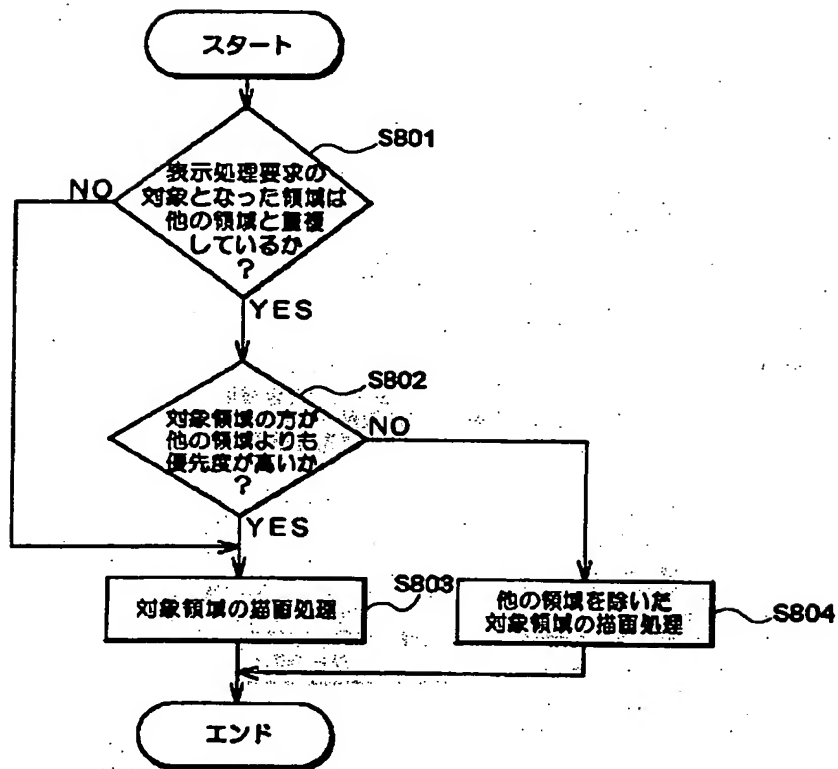 スタート
S801
表示処理要求の
対象となった領域は
他の領域と重複
しているか
?
NO
YES
S802
対象領域の方が
他の領域よりも
優先度が高いか
?
NO
YES
対象領域の描画処理
S803
他の領域を除いた
対象領域の描画処理
S804
エンド